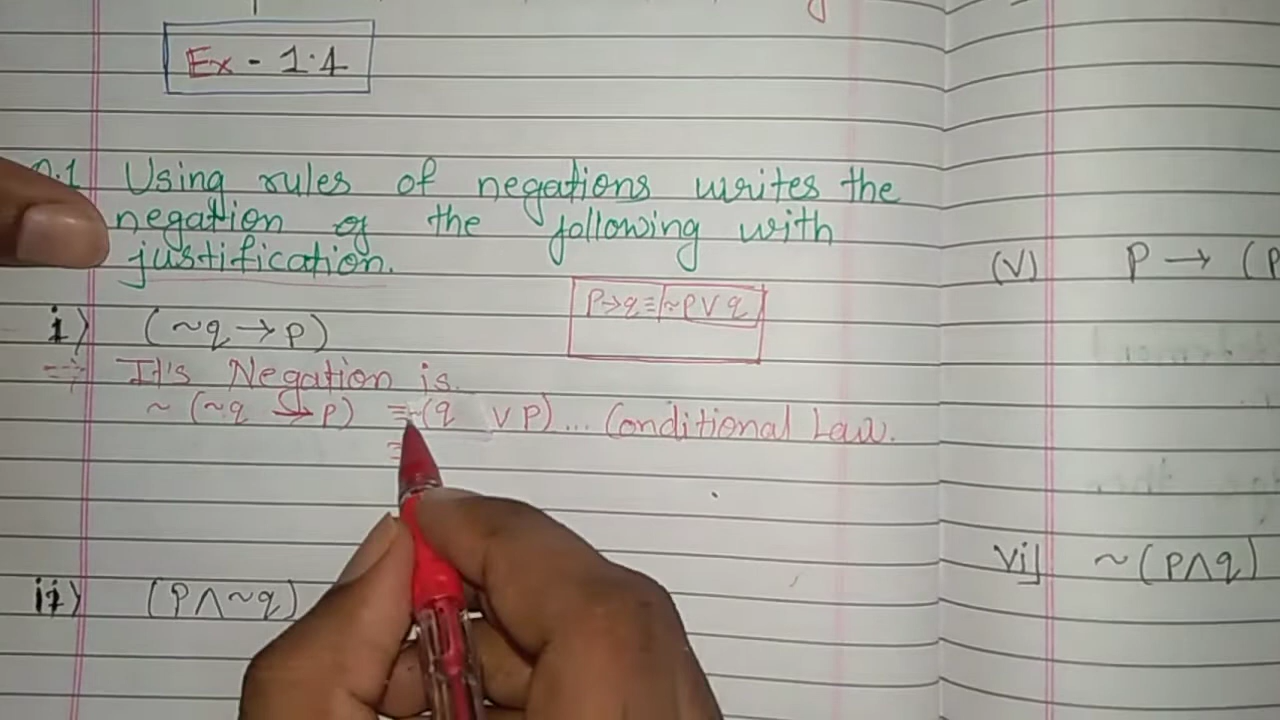 Ex - 1.4
Q.1 Using rules of negations writes the
negation of the following with
justification.
p→q≡~p∨q
i) (~q→p)
⇒ It's Negation is.
~(~q→p) ≡~(q ∨p)... Conditional Law.
≡
ii) (p∧~q)
(v) p→(p
vi) ~(p∧q)